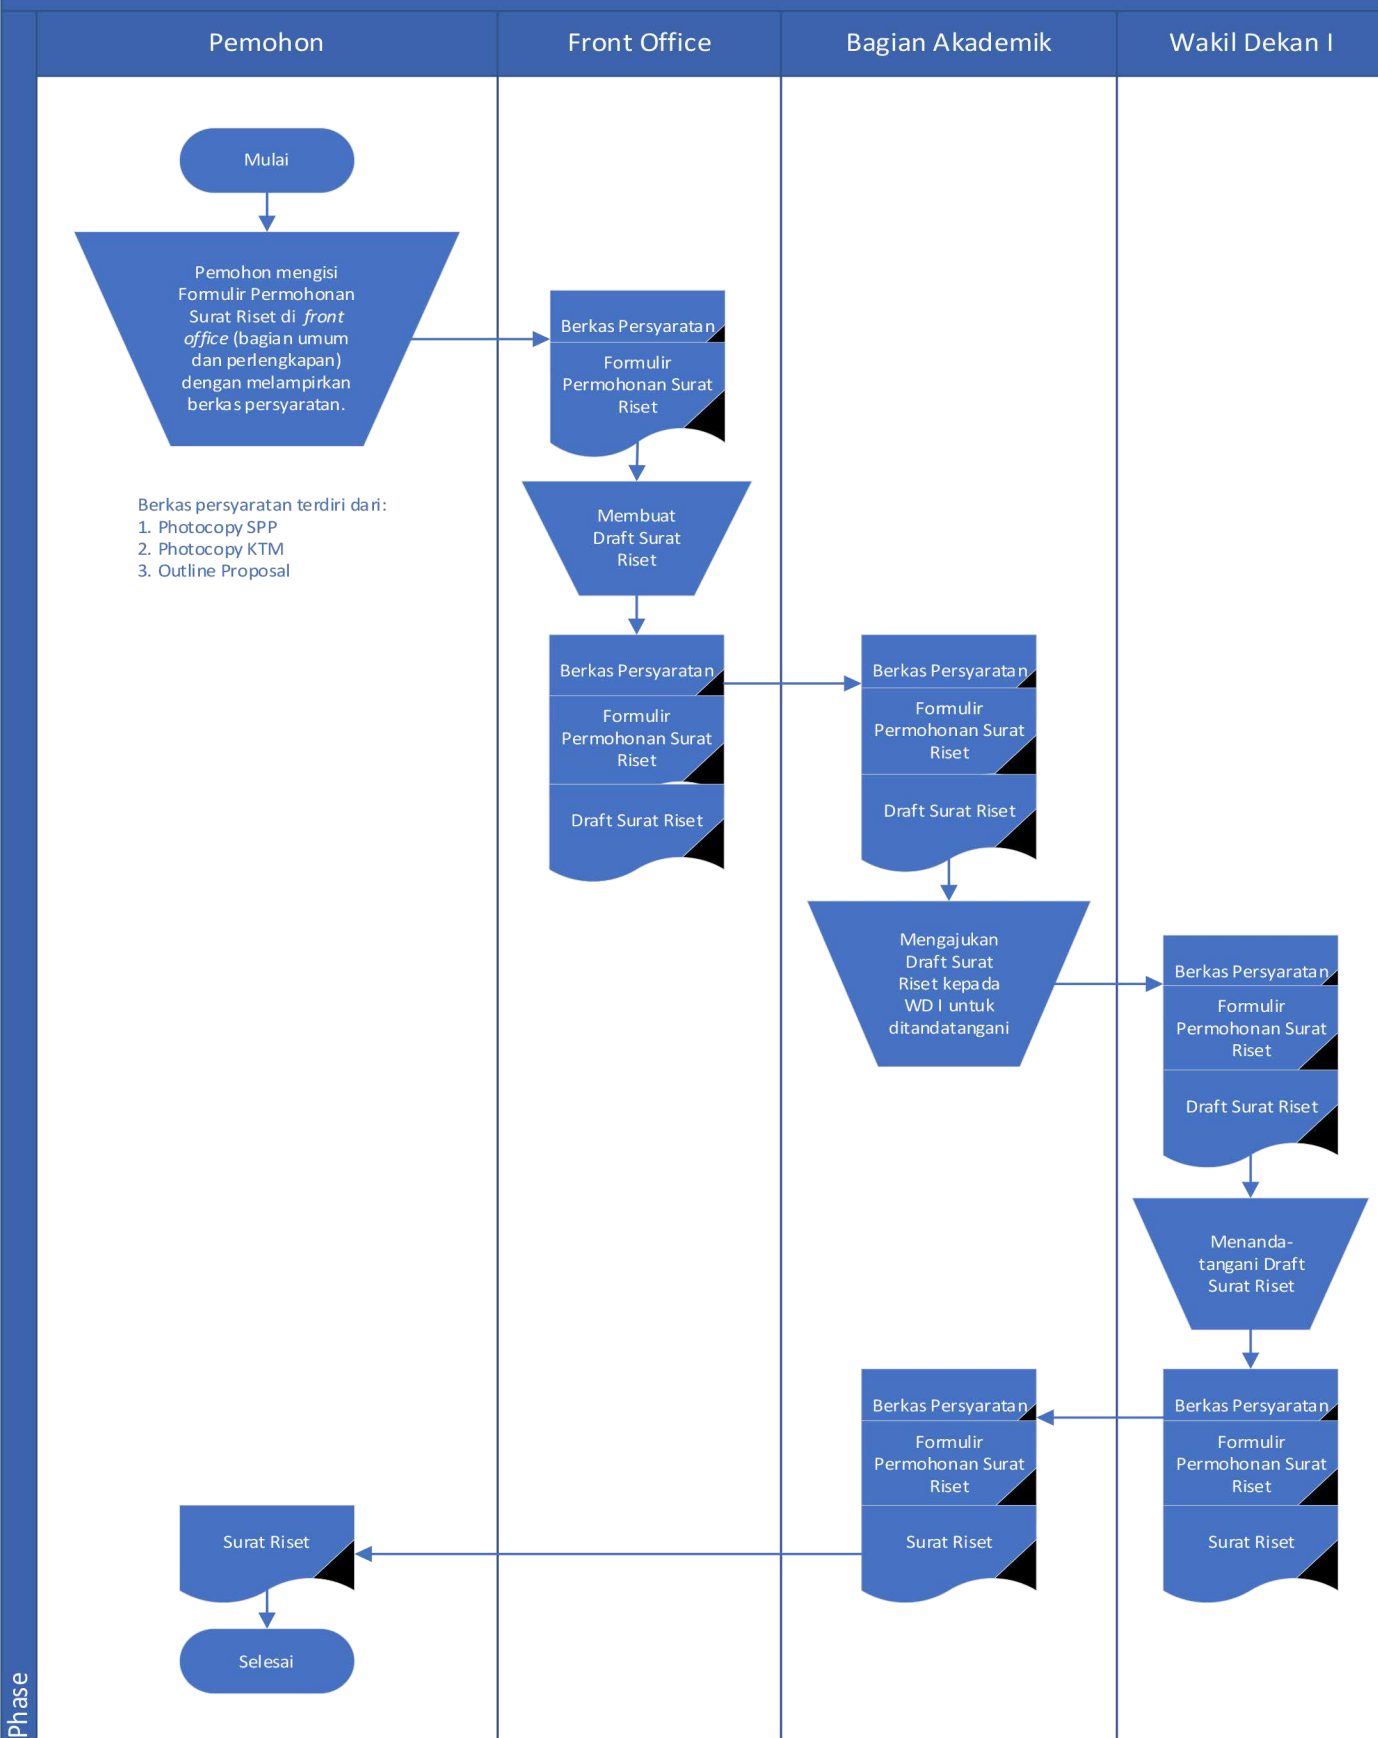 Pemohon
Front Office
Bagian Akademik
Wakil Dekan I
Mulai
Pemohon mengisi
Formulir Permohonan
Surat Riset di front
office (bagian umum
dan perlengkapan)
dengan melampirkan
berkas persyaratan.
Berkas persyaratan terdiri dari:
1. Photocopy SPP
2. Photocopy KTM
3. Outline Proposal
Berkas Persyaratan
Formulir
Permohonan Surat
Riset
Membuat
Draft Surat
Riset
Berkas Persyaratan
Formulir
Permohonan Surat
Riset
Draft Surat Riset
Berkas Persyaratan
Formulir
Permohonan Surat
Riset
Draft Surat Riset
Mengajukan
Draft Surat
Riset kepada
WD I untuk
ditandatangani
Berkas Persyaratan
Formulir
Permohonan Surat
Riset
Draft Surat Riset
Menanda-
tangani Draft
Surat Riset
Berkas Persyaratan
Formulir
Permohonan Surat
Riset
Surat Riset
Berkas Persyaratan
Formulir
Permohonan Surat
Riset
Surat Riset
Surat Riset
Selesai
Phase